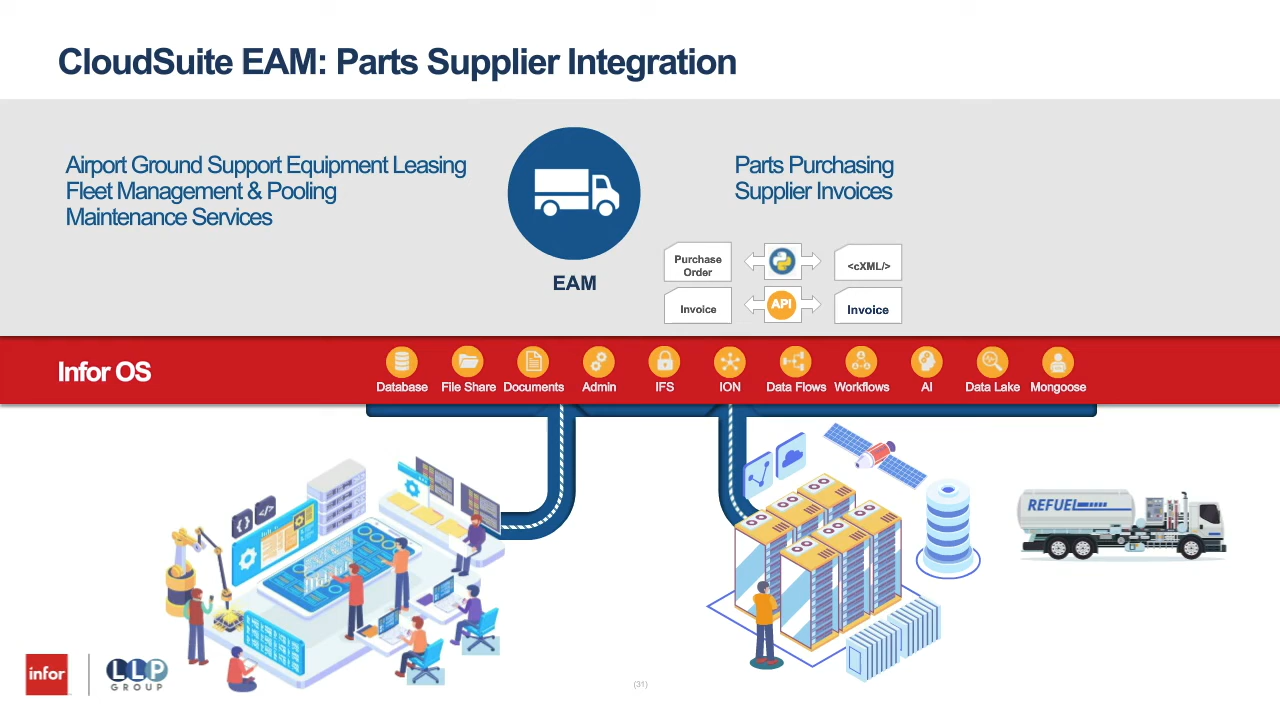 CloudSuite EAM: Parts Supplier Integration
Airport Ground Support Equipment Leasing
Fleet Management & Pooling
Maintenance Services
EAM
Parts Purchasing
Supplier Invoices
Purchase
Order
<cXML/>
Invoice
API
Invoice
Infor OS
Database
File Share
Documents
Admin
IFS
ION
Data Flows
Workflows
AI
Data Lake
Mongoose
{ }
</>
REFUEL
infor
LLP
GROUP
(31)